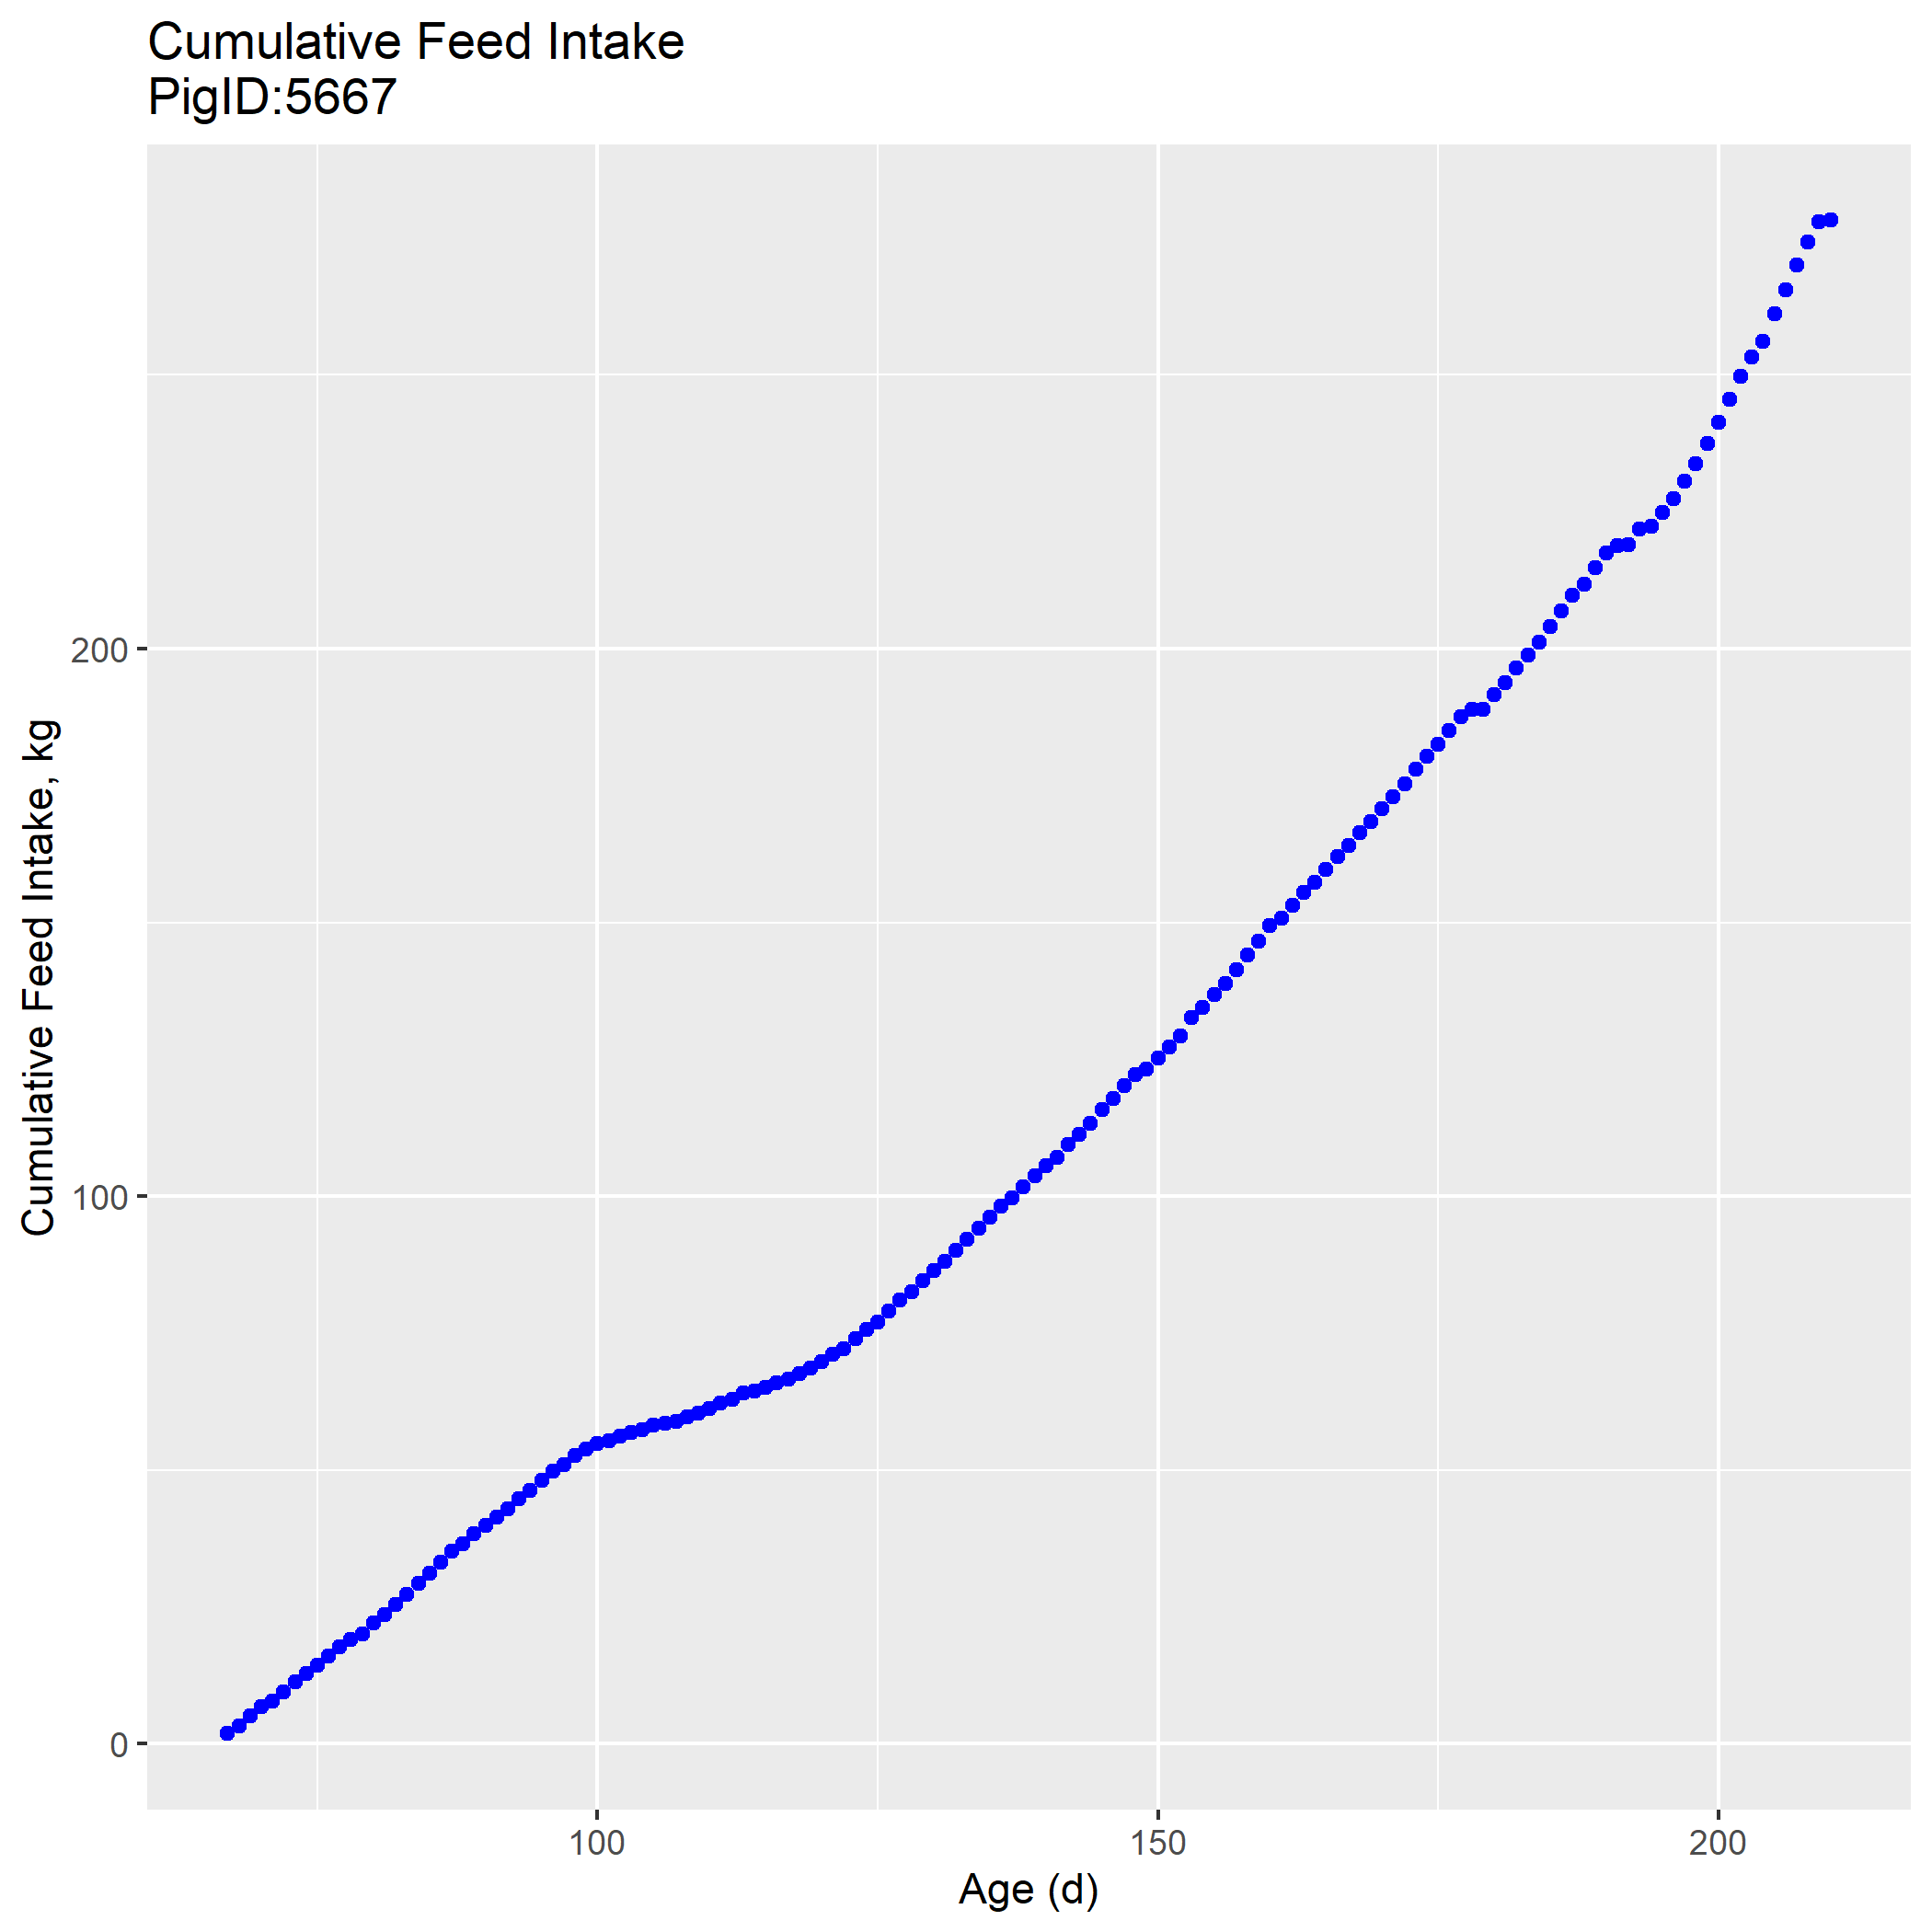 Cumulative Feed Intake
PigID:5667
Cumulative Feed Intake, kg
200
100
0
100
150
200
Age (d)